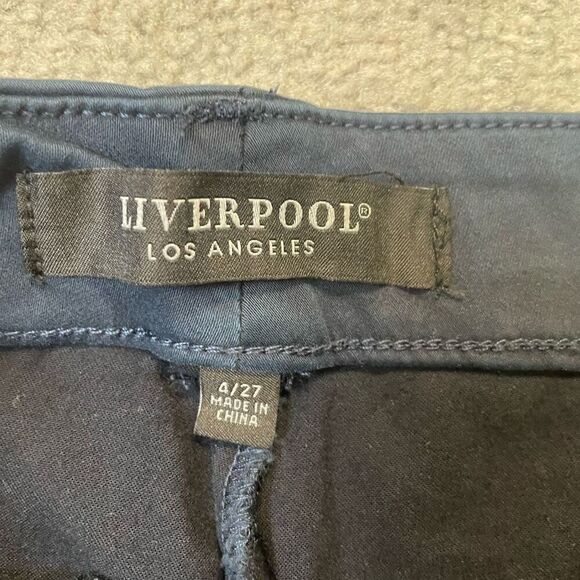 LIVERPOOL®
LOS ANGELES
4/27
MADE IN
CHINA